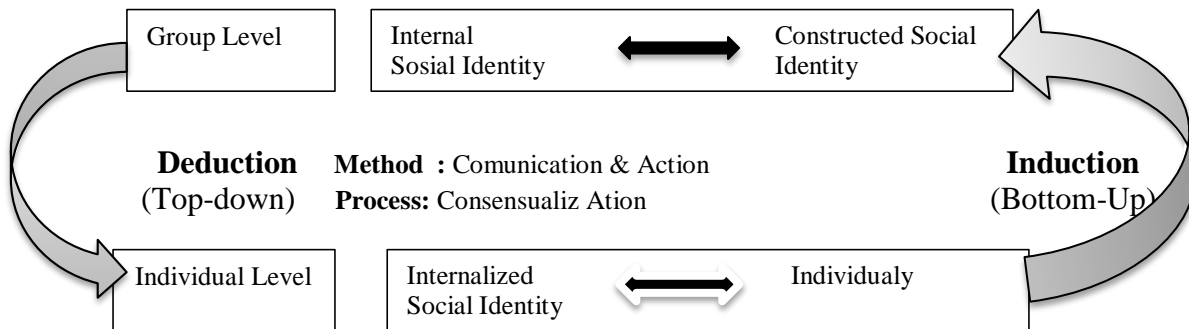 Group Level
Internal
Sosial Identity
Constructed Social
Identity
Deduction
(Top-down)
Method : Comunication & Action
Process: Consensualiz Ation
Induction
(Bottom-Up)
Individual Level
Internalized
Social Identity
Individualy